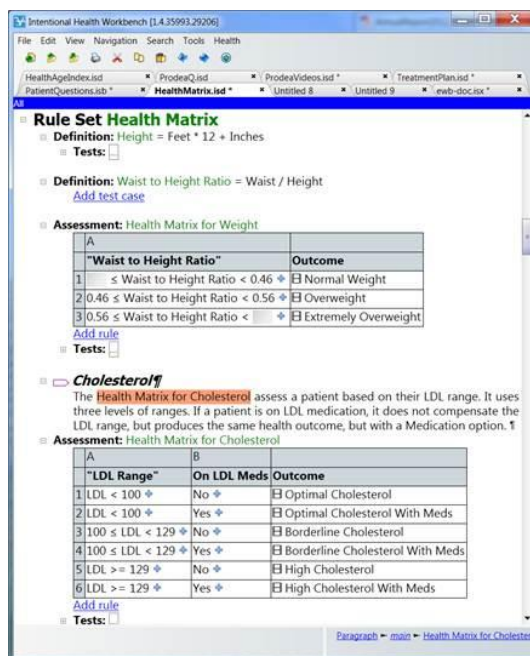 Intentional Health Workbench [1.4.35993.29206]
File Edit View Navigation Search Tools Health
HealthAgeIndex.isd ProdeaQ.isd ProdeaVideos.isd * TreatmentPlan.isd *
PatientQuestions.isb * HealthMatrix.isd * Untitled 8 Untitled 9 ewb-doc.isx *
All
Rule Set Health Matrix
Definition: Height = Feet * 12 + Inches
Tests: ...
Definition: Waist to Height Ratio = Waist / Height
Add test case
Assessment: Health Matrix for Weight
A
"Waist to Height Ratio" Outcome
1 ≤ Waist to Height Ratio < 0.46 Normal Weight
2 0.46 ≤ Waist to Height Ratio < 0.56 Overweight
3 0.56 ≤ Waist to Height Ratio < Extremely Overweight
Add rule
Tests: ...
Cholesterol¶
The Health Matrix for Cholesterol assess a patient based on their LDL range. It uses
three levels of ranges. If a patient is on LDL medication, it does not compensate the
LDL range, but produces the same health outcome, but with a Medication option. ¶
Assessment: Health Matrix for Cholesterol
A B
"LDL Range" On LDL Meds Outcome
1 LDL < 100 No Optimal Cholesterol
2 LDL < 100 Yes Optimal Cholesterol With Meds
3 100 ≤ LDL < 129 No Borderline Cholesterol
4 100 ≤ LDL < 129 Yes Borderline Cholesterol With Meds
5 LDL >= 129 No High Cholesterol
6 LDL >= 129 Yes High Cholesterol With Meds
Add rule
Tests: ...
Paragraph main Health Matrix for Cholester